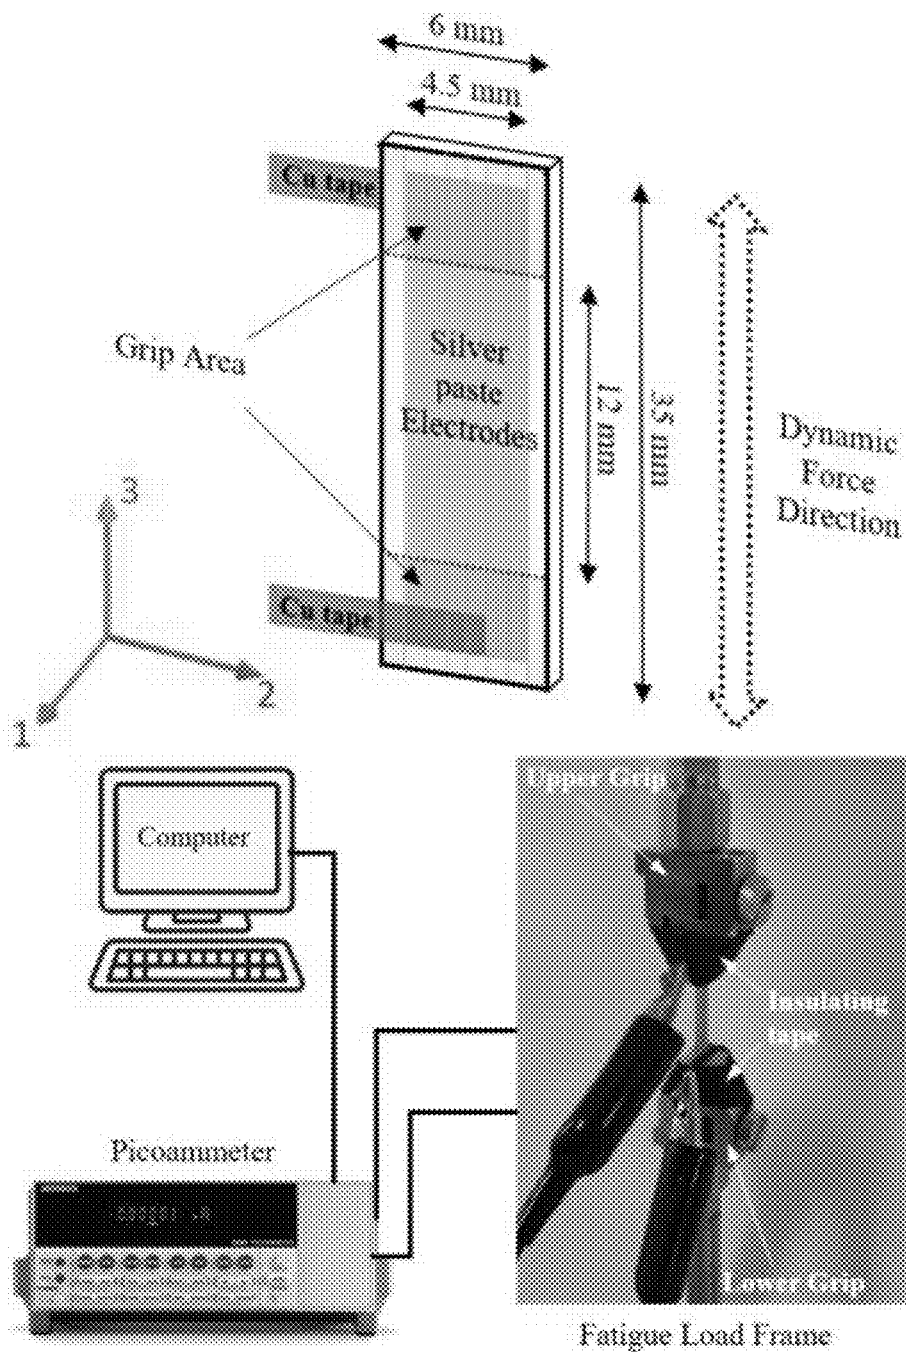 6 mm
4.5 mm
Cu tape
Grip Area
Silver
paste
Electrodes
12 mm
35 mm
Dynamic
Force
Direction
Cu tape
3
2
1
Computer
Upper Grip
Insulating
tape
Picoammeter
Lower Grip
Fatigue Load Frame